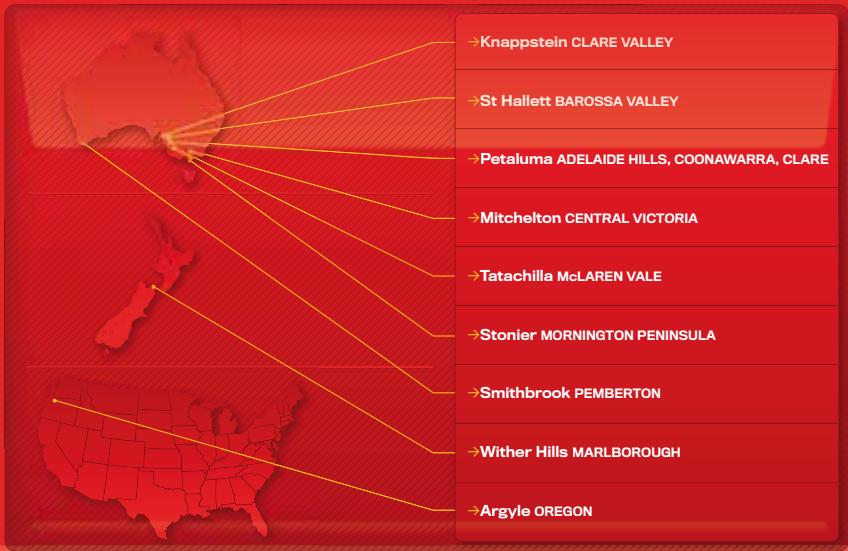 →Knappstein CLARE VALLEY
→St Hallett BAROSSA VALLEY
→Petaluma ADELAIDE HILLS, COONAWARRA, CLARE
→Mitchelton CENTRAL VICTORIA
→Tatachilla McLAREN VALE
→Stonier MORNINGTON PENINSULA
→Smithbrook PEMBERTON
→Wither Hills MARLBOROUGH
→Argyle OREGON